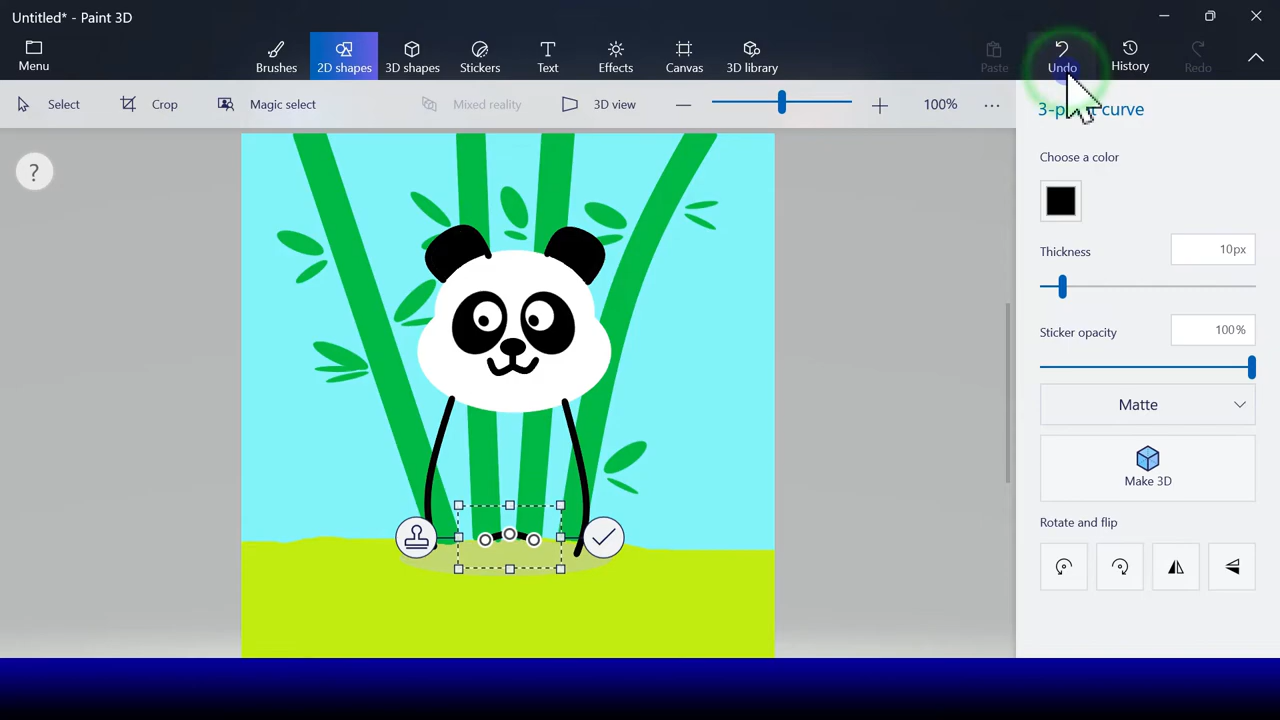 Untitled* - Paint 3D
Menu
Brushes
2D shapes
3D shapes
Stickers
Text
Effects
Canvas
3D library
Paste
Undo
History
Redo
Select
Crop
Magic select
Mixed reality
3D view
100%
?
curve
Choose a color
Thickness
10px
Sticker opacity
100%
Matte
Make 3D
Rotate and flip